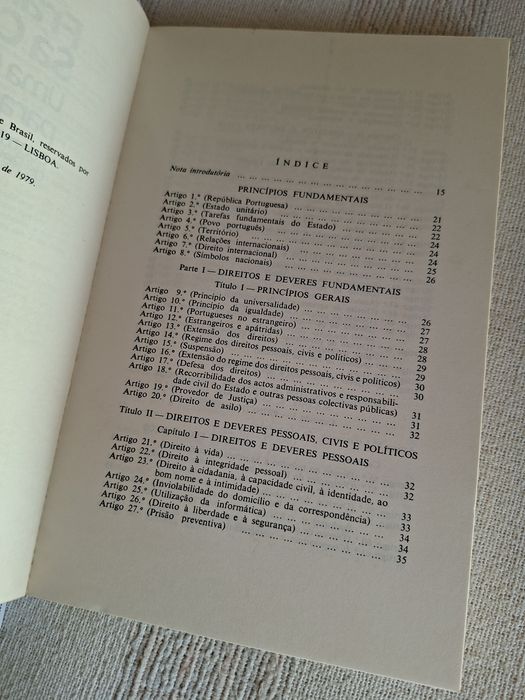 e Brasil, reservados por
19 — LISBOA.
de 1979.
ÍNDICE
Nota introdutória ... 15
PRINCÍPIOS FUNDAMENTAIS
Artigo 1.º (República Portuguesa) ... 21
Artigo 2.º (Estado unitário) ... 22
Artigo 3.º (Tarefas fundamentais do Estado) ... 22
Artigo 4.º (Povo português) ... 24
Artigo 5.º (Território) ... 24
Artigo 6.º (Relações internacionais) ... 24
Artigo 7.º (Direito internacional) ... 25
Artigo 8.º (Símbolos nacionais) ... 26
Parte I — DIREITOS E DEVERES FUNDAMENTAIS
Título I — PRINCÍPIOS GERAIS
Artigo 9.º (Princípio da universalidade) ... 26
Artigo 10.º (Princípio da igualdade) ... 27
Artigo 11.º (Portugueses no estrangeiro) ... 27
Artigo 12.º (Estrangeiros e apátridas) ... 28
Artigo 13.º (Extensão dos direitos) ... 28
Artigo 14.º (Regime dos direitos pessoais, civis e políticos) ... 29
Artigo 15.º (Suspensão) ... 29
Artigo 16.º (Extensão do regime dos direitos pessoais, civis e políticos) 30
Artigo 17.º (Defesa dos direitos) ... 30
Artigo 18.º (Recorribilidade dos actos administrativos e responsabili-
dade civil do Estado e outras pessoas colectivas públicas) 31
Artigo 19.º (Provedor de Justiça) ... 31
Artigo 20.º (Direito de asilo) ... 32
Título II — DIREITOS E DEVERES PESSOAIS, CIVIS E POLÍTICOS
Capítulo I — DIREITOS E DEVERES PESSOAIS
Artigo 21.º (Direito à vida) ... 32
Artigo 22.º (Direito à integridade pessoal) ... 32
Artigo 23.º (Direito à cidadania, à capacidade civil, à identidade, ao
bom nome e à intimidade) ... 33
Artigo 24.º (Inviolabilidade do domicílio e da correspondência) ... 33
Artigo 25.º (Utilização da informática) ... 34
Artigo 26.º (Direito à liberdade e à segurança) ... 34
Artigo 27.º (Prisão preventiva) ... 35